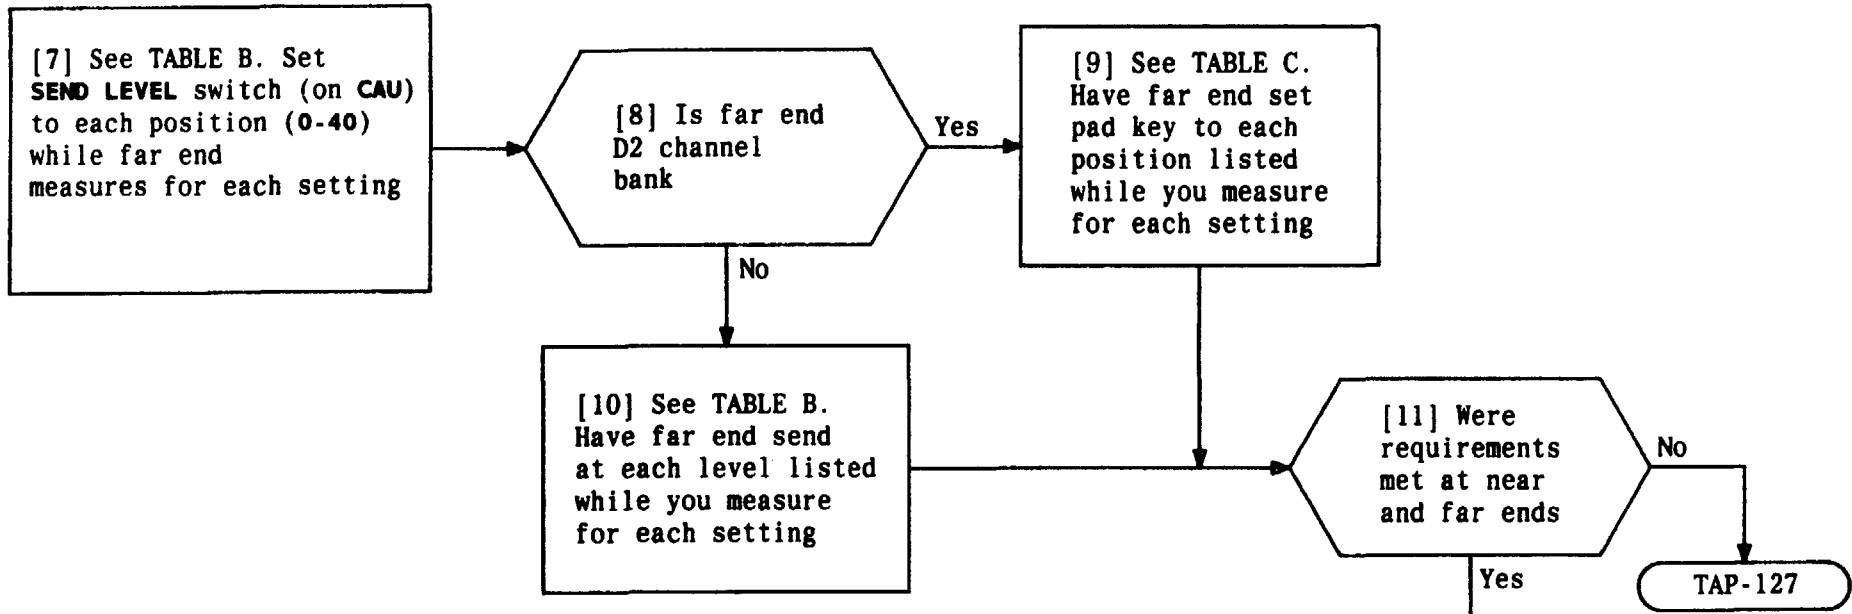 [7] See TABLE B. Set
SEND LEVEL switch (on CAU)
to each position (0-40)
while far end
measures for each setting
[8] Is far end
D2 channel
bank
Yes
[9] See TABLE C.
Have far end set
pad key to each
position listed
while you measure
for each setting
No
[10] See TABLE B.
Have far end send
at each level listed
while you measure
for each setting
[11] Were
requirements
met at near
and far ends
No
Yes
TAP-127